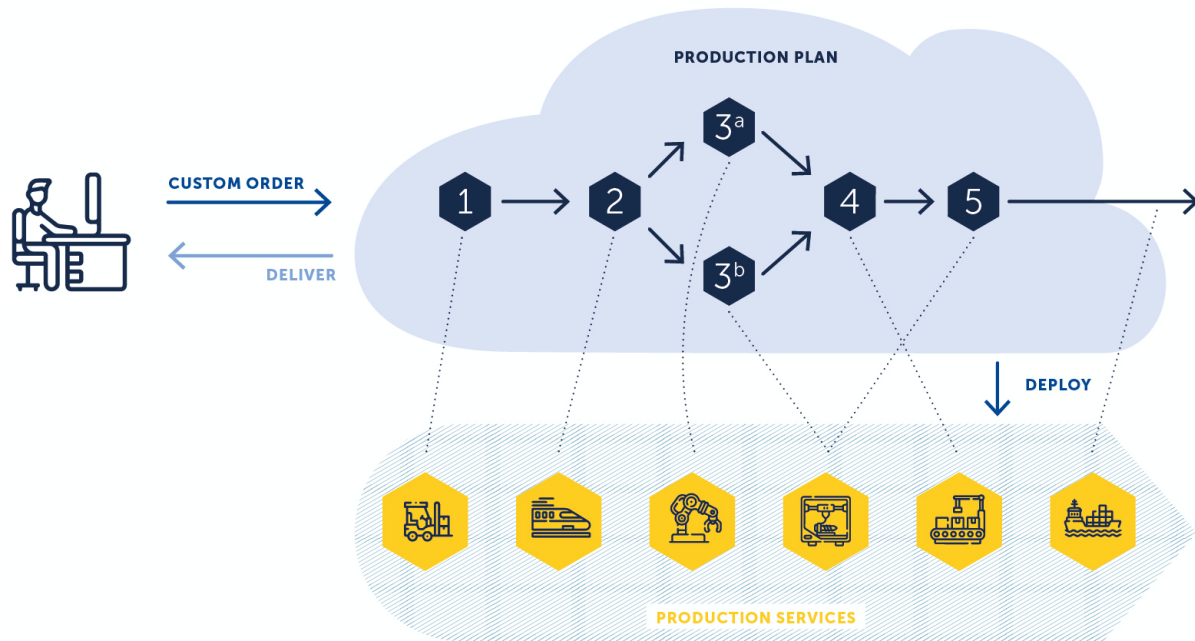 PRODUCTION PLAN
3ᵃ
CUSTOM ORDER
1
2
4
5
3ᵇ
DELIVER
DEPLOY
PRODUCTION SERVICES